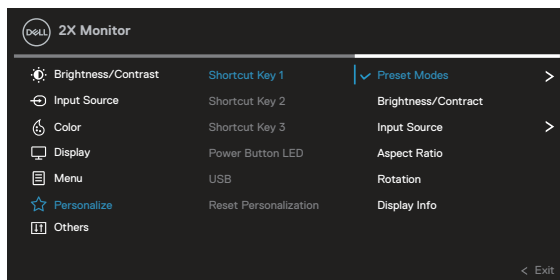 DELL 2X Monitor
Brightness/Contrast Shortcut Key 1 Preset Modes >
Input Source Shortcut Key 2 Brightness/Contract
Color Shortcut Key 3 Input Source >
Display Power Button LED Aspect Ratio
Menu USB Rotation
Personalize Reset Personalization Display Info
Others
< Exit